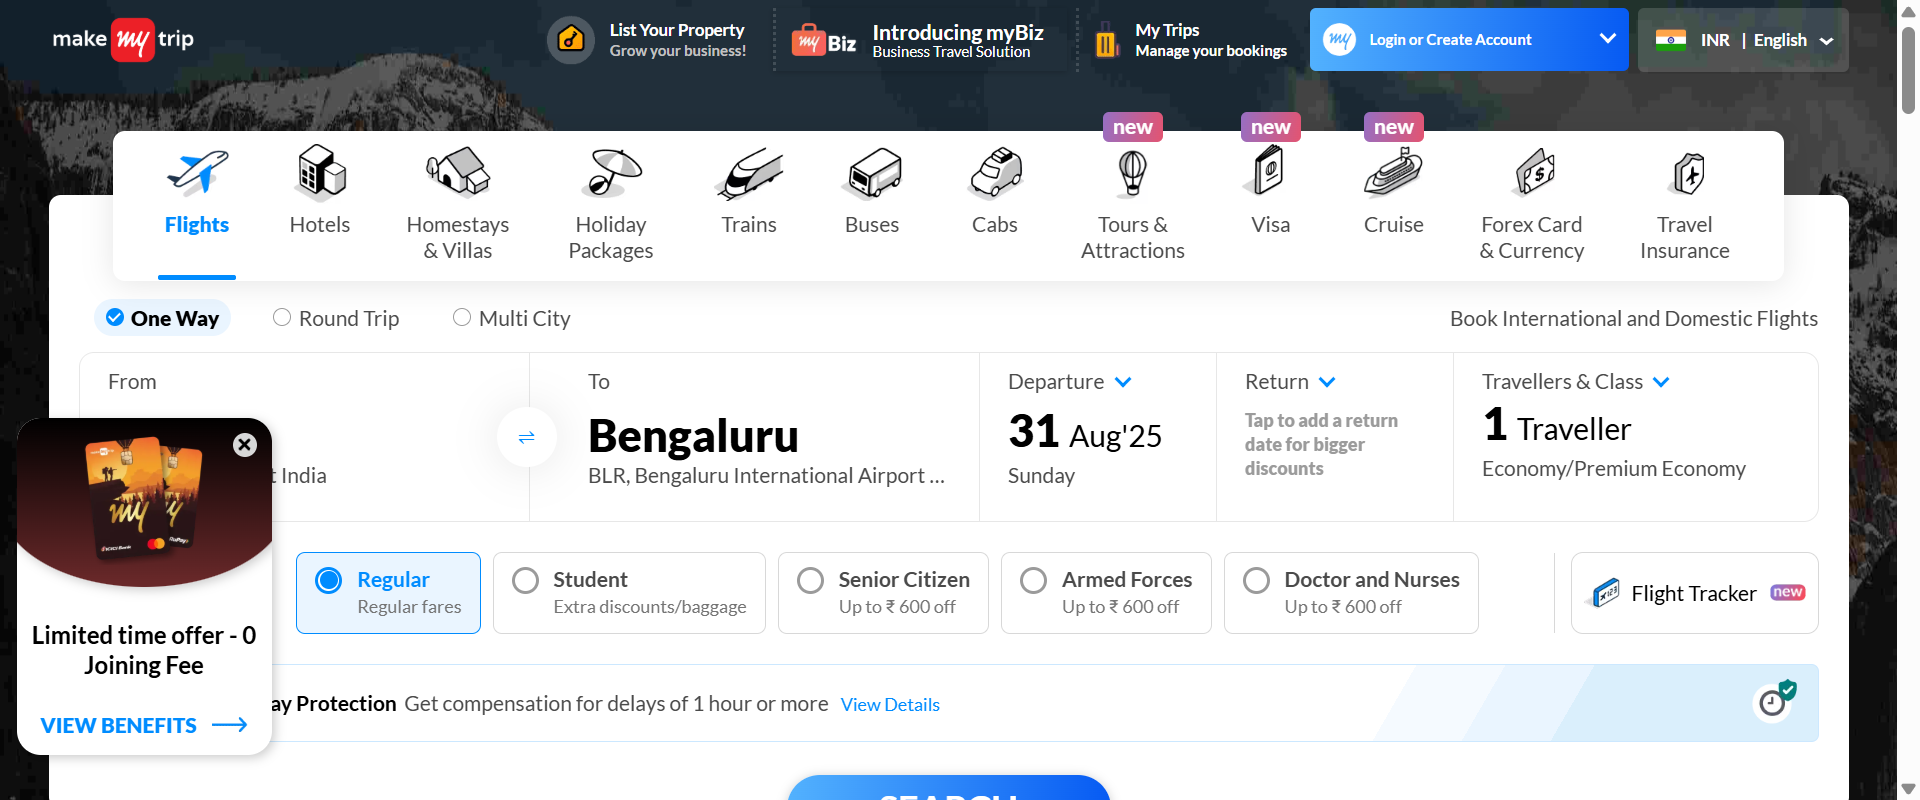 make my trip
List Your Property
Grow your business!
my Biz
Introducing myBiz
Business Travel Solution
My Trips
Manage your bookings
my
Login or Create Account
INR | English
new
new
new
Flights
Hotels
Homestays
& Villas
Holiday
Packages
Trains
Buses
Cabs
Tours &
Attractions
Visa
Cruise
Forex Card
& Currency
Travel
Insurance
One Way
Round Trip
Multi City
Book International and Domestic Flights
From
t India
To
Bengaluru
BLR, Bengaluru International Airport ...
Departure
31 Aug'25
Sunday
Return
Tap to add a return
date for bigger
discounts
Travellers & Class
1 Traveller
Economy/Premium Economy
Regular
Regular fares
Student
Extra discounts/baggage
Senior Citizen
Up to ₹ 600 off
Armed Forces
Up to ₹ 600 off
Doctor and Nurses
Up to ₹ 600 off
Flight Tracker new
my
ICICI Bank
RuPay
Limited time offer - 0
Joining Fee
VIEW BENEFITS
ay Protection Get compensation for delays of 1 hour or more View Details
SEARCH